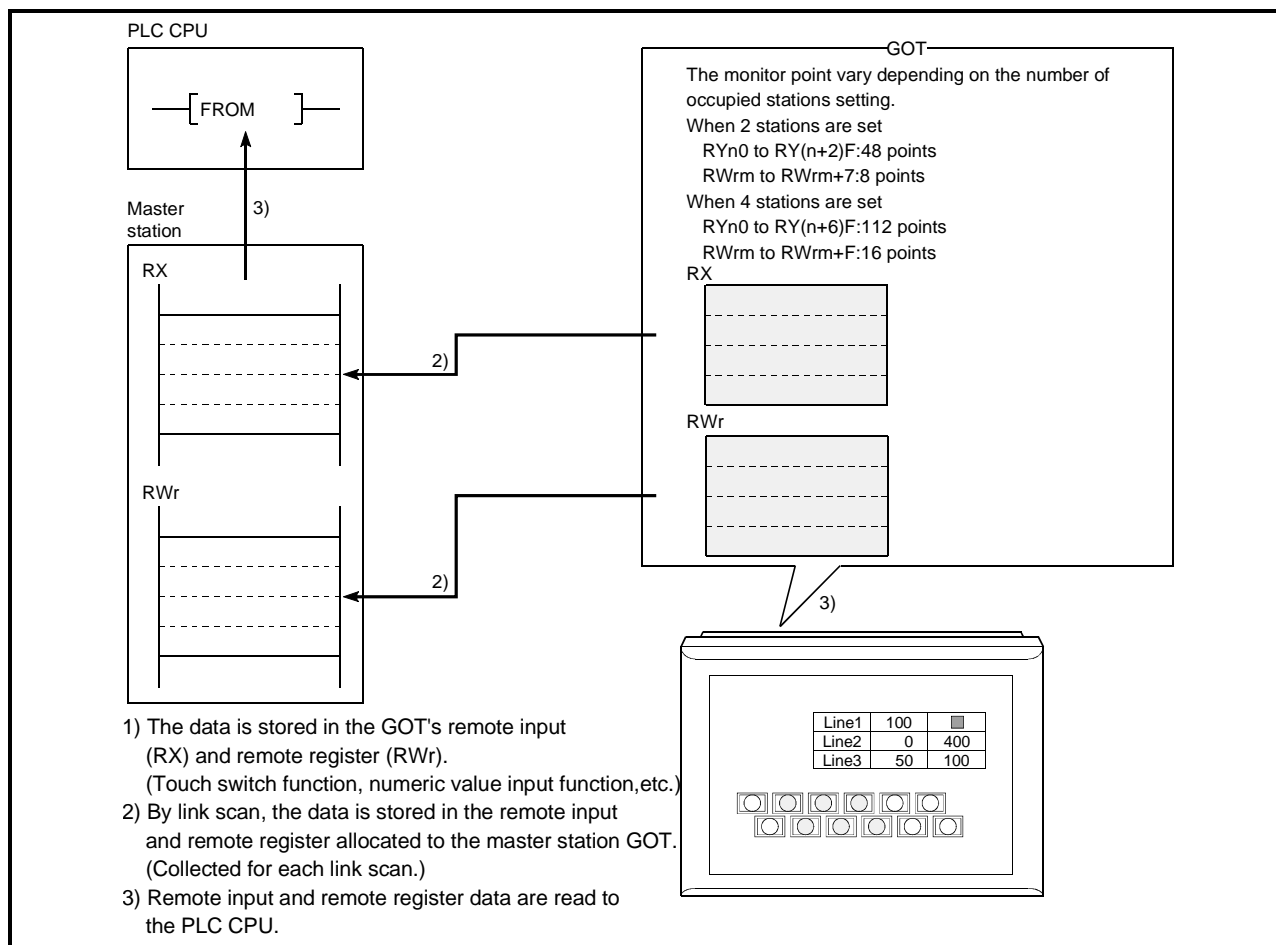 PLC CPU
FROM
3)
Master
station
RX
2)
RWr
2)
GOT
The monitor point vary depending on the number of
occupied stations setting.
When 2 stations are set
RYn0 to RY(n+2)F:48 points
RWrm to RWrm+7:8 points
When 4 stations are set
RYn0 to RY(n+6)F:112 points
RWrm to RWrm+F:16 points
RX
RWr
3)
Line1 100
Line2 0 400
Line3 50 100
1) The data is stored in the GOT's remote input
(RX) and remote register (RWr).
(Touch switch function, numeric value input function,etc.)
2) By link scan, the data is stored in the remote input
and remote register allocated to the master station GOT.
(Collected for each link scan.)
3) Remote input and remote register data are read to
the PLC CPU.